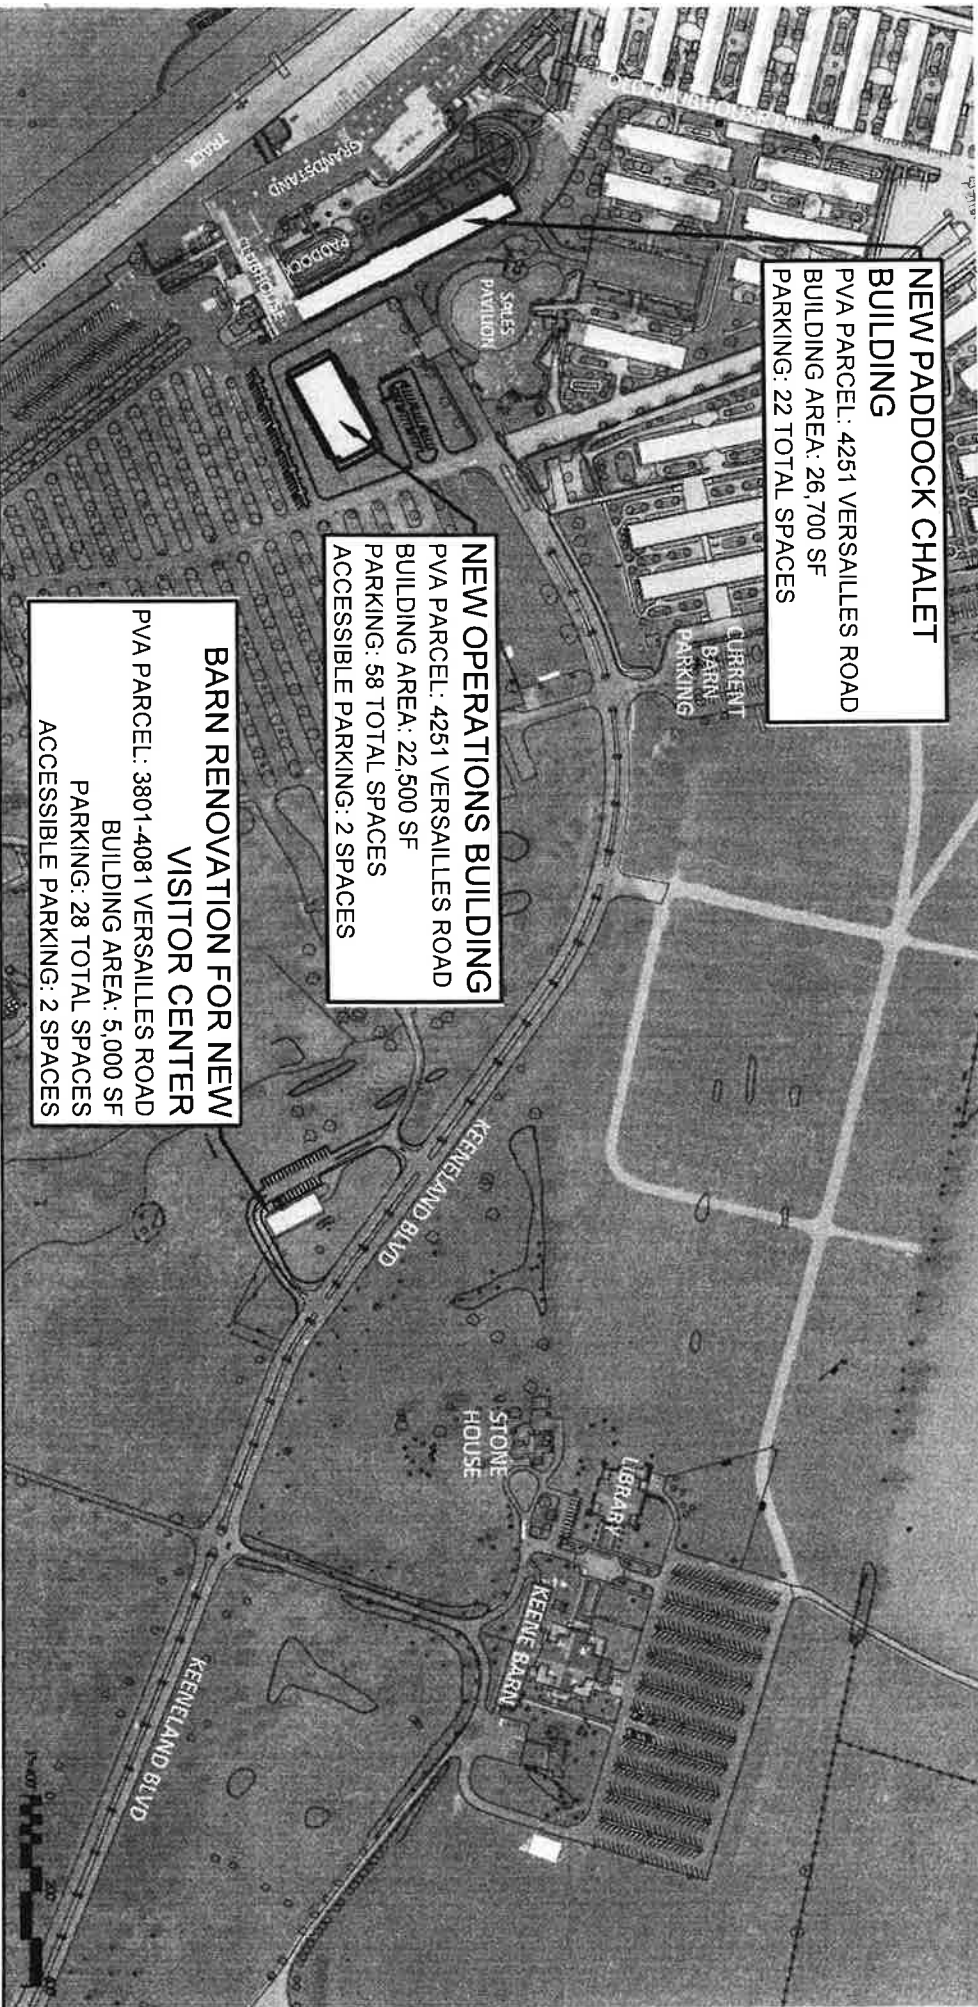 NEW PADDOCK CHALET
BUILDING
PVA PARCEL: 4251 VERSAILLES ROAD
BUILDING AREA: 26,700 SF
PARKING: 22 TOTAL SPACES
NEW OPERATIONS BUILDING
PVA PARCEL: 4251 VERSAILLES ROAD
BUILDING AREA: 22,500 SF
PARKING: 58 TOTAL SPACES
ACCESSIBLE PARKING: 2 SPACES
BARN RENOVATION FOR NEW
VISITOR CENTER
PVA PARCEL: 3801-4081 VERSAILLES ROAD
BUILDING AREA: 5,000 SF
PARKING: 28 TOTAL SPACES
ACCESSIBLE PARKING: 2 SPACES
OLD CLUBHOUSE LN
TRACK
GRANDSTAND
PADDOCK
CLUBHOUSE
SALES
PAVILION
CURRENT
BARN
PARKING
KEENELAND BLVD
STONE
HOUSE
LIBRARY
KEENE BARN
KEENELAND BLVD